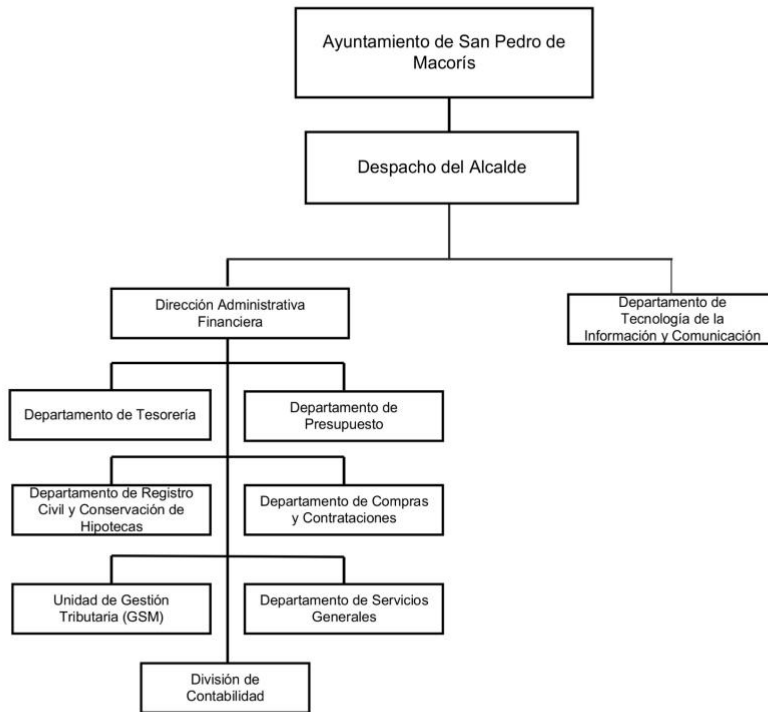 Ayuntamiento de San Pedro de
Macorís
Despacho del Alcalde
Dirección Administrativa
Financiera
Departamento de
Tecnología de la
Información y Comunicación
Departamento de Tesorería
Departamento de
Presupuesto
Departamento de Registro
Civil y Conservación de
Hipotecas
Departamento de Compras
y Contrataciones
Unidad de Gestión
Tributaria (GSM)
Departamento de Servicios
Generales
División de
Contabilidad